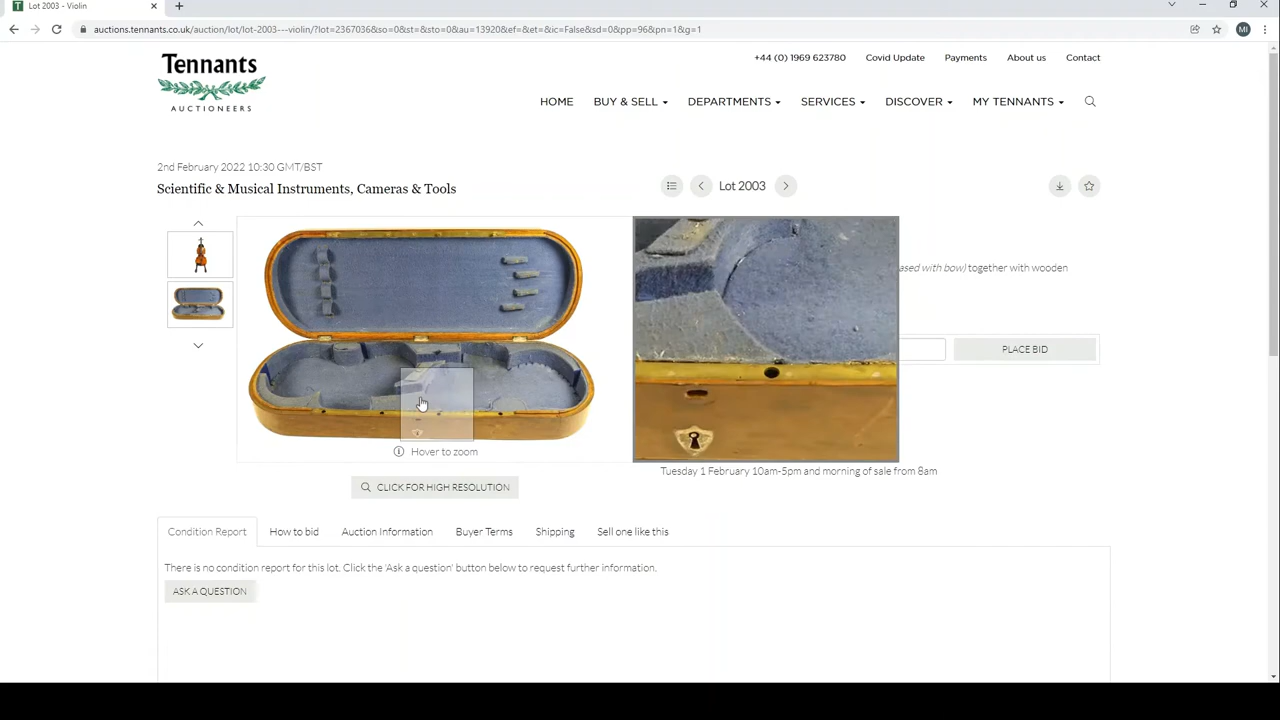 Lot 2003 - Violin
auctions.tennants.co.uk/auction/lot/lot-2003---violin/?lot=2367036&so=0&st=&sto=0&au=13920&ef=&et=&ic=False&sd=0&pp=96&pn=1&g=1
MI
Tennants
AUCTIONEERS
+44 (0) 1969 623780 Covid Update Payments About us Contact
HOME BUY & SELL DEPARTMENTS SERVICES DISCOVER MY TENNANTS
2nd February 2022 10:30 GMT/BST
Scientific & Musical Instruments, Cameras & Tools
Lot 2003
ased with bow) together with wooden
PLACE BID
Hover to zoom
Tuesday 1 February 10am-5pm and morning of sale from 8am
CLICK FOR HIGH RESOLUTION
Condition Report How to bid Auction Information Buyer Terms Shipping Sell one like this
There is no condition report for this lot. Click the 'Ask a question' button below to request further information.
ASK A QUESTION